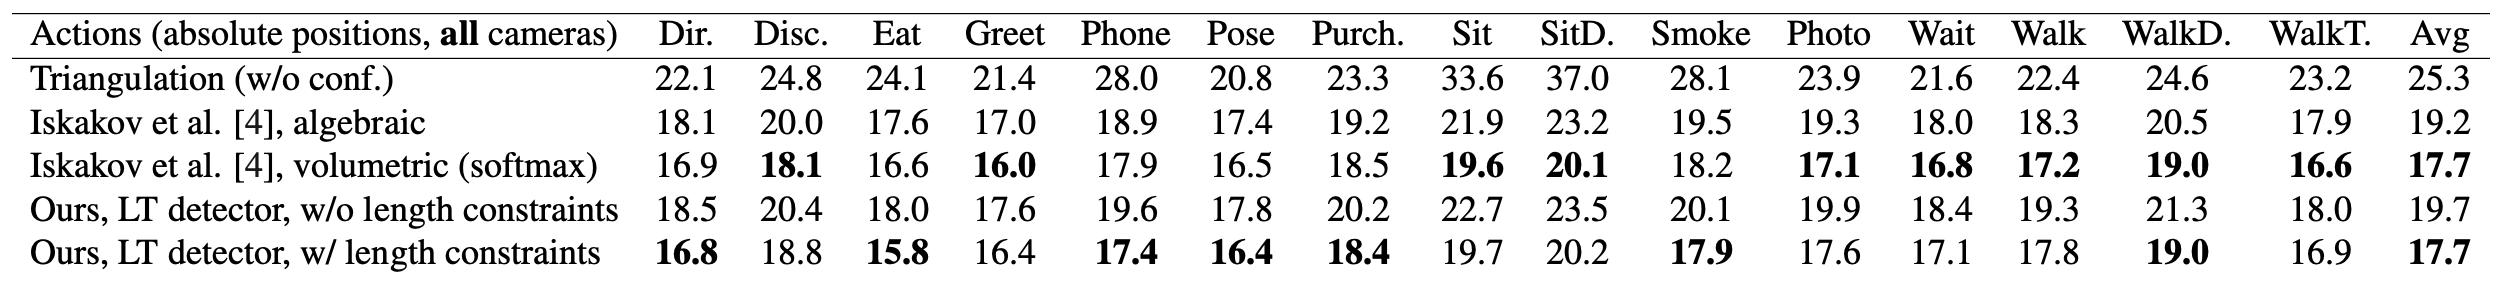 Actions (absolute positions, all cameras) Dir. Disc. Eat Greet Phone Pose Purch. Sit SitD. Smoke Photo Wait Walk WalkD. WalkT. Avg
Triangulation (w/o conf.) 22.1 24.8 24.1 21.4 28.0 20.8 23.3 33.6 37.0 28.1 23.9 21.6 22.4 24.6 23.2 25.3
Iskakov et al. [4], algebraic 18.1 20.0 17.6 17.0 18.9 17.4 19.2 21.9 23.2 19.5 19.3 18.0 18.3 20.5 17.9 19.2
Iskakov et al. [4], volumetric (softmax) 16.9 18.1 16.6 16.0 17.9 16.5 18.5 19.6 20.1 18.2 17.1 16.8 17.2 19.0 16.6 17.7
Ours, LT detector, w/o length constraints 18.5 20.4 18.0 17.6 19.6 17.8 20.2 22.7 23.5 20.1 19.9 18.4 19.3 21.3 18.0 19.7
Ours, LT detector, w/ length constraints 16.8 18.8 15.8 16.4 17.4 16.4 18.4 19.7 20.2 17.9 17.6 17.1 17.8 19.0 16.9 17.7